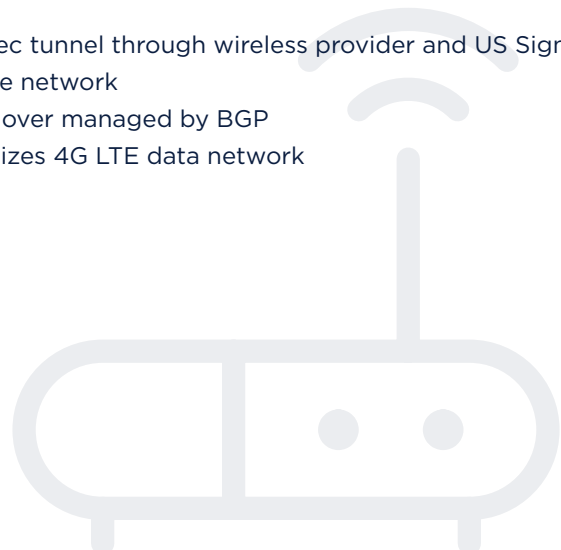 ec tunnel through wireless provider and US Sign
e network
over managed by BGP
izes 4G LTE data network